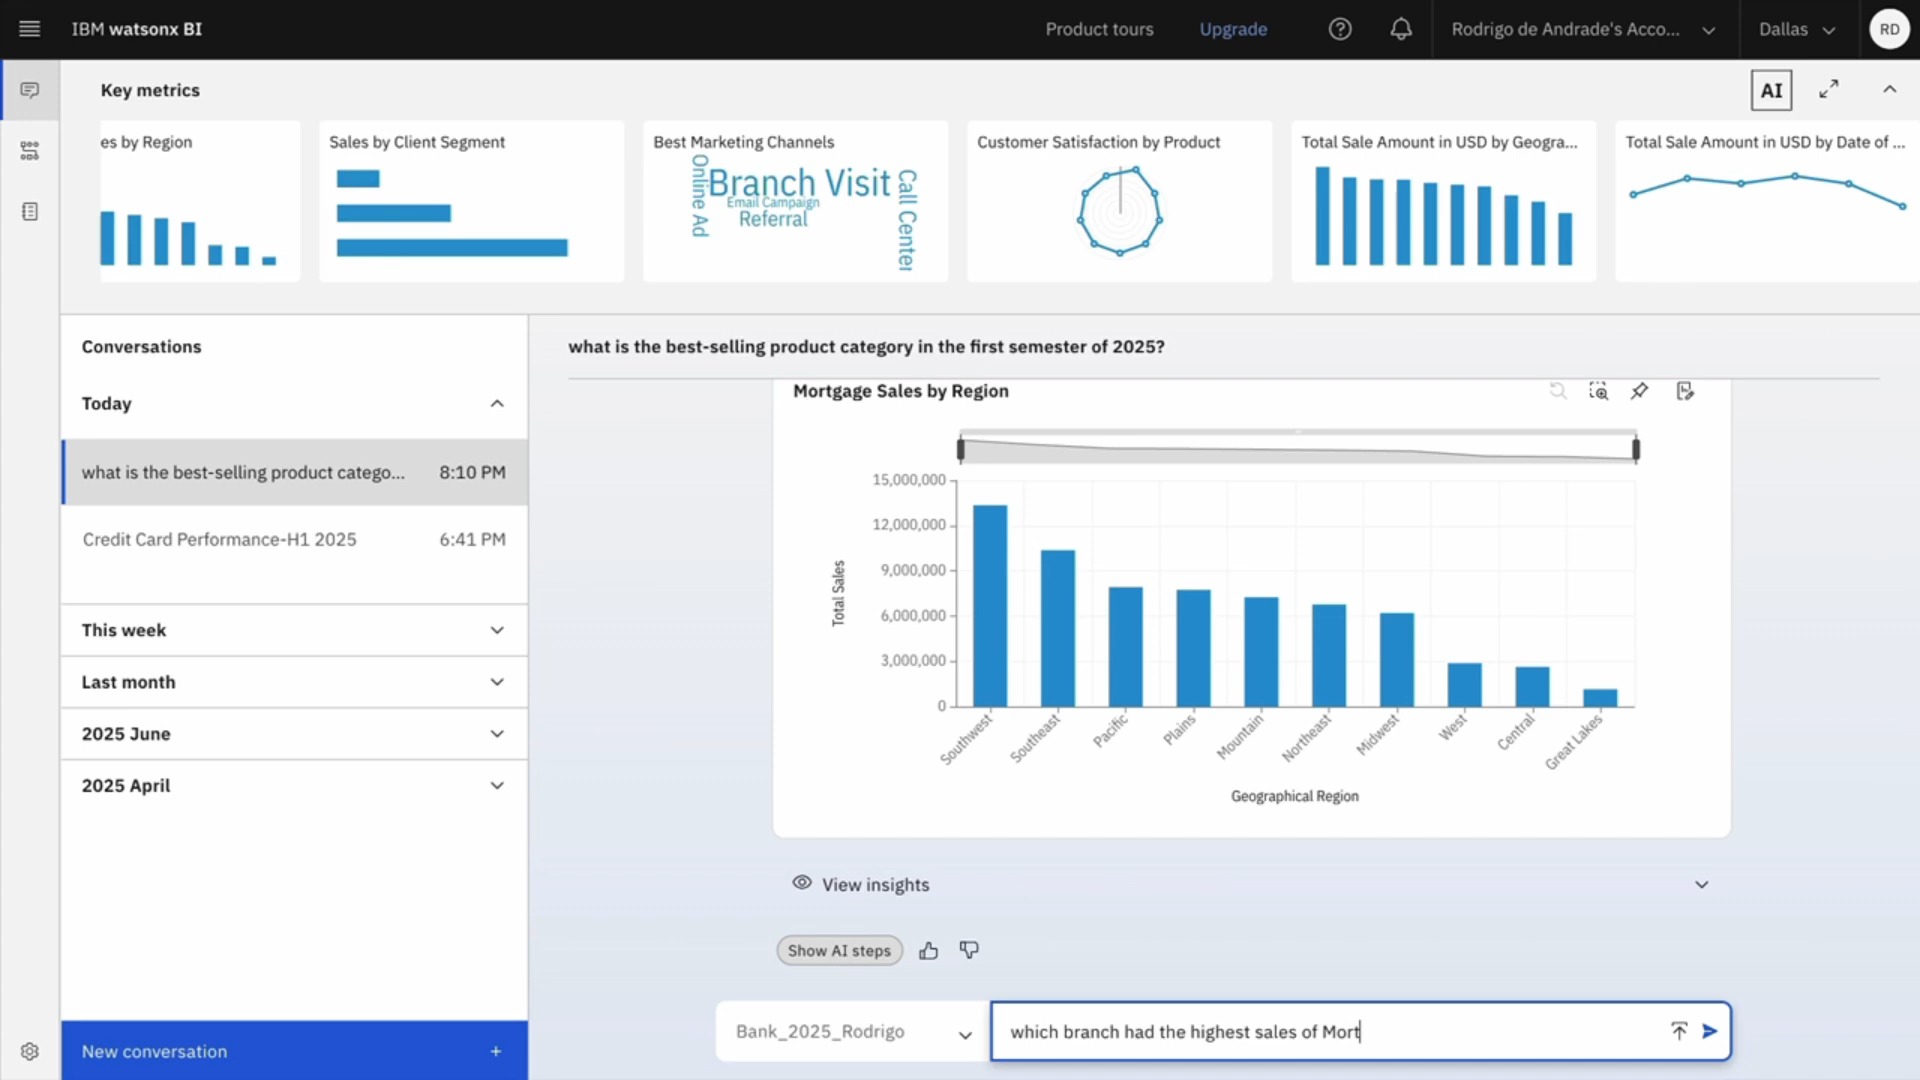 IBM watsonx BI
Product tours
Upgrade
Rodrigo de Andrade's Acco...
Dallas
RD
Key metrics
AI
es by Region
Sales by Client Segment
Best Marketing Channels
Online Ad
Branch Visit
Email Campaign
Referral
Call Center
Customer Satisfaction by Product
Total Sale Amount in USD by Geogra...
Total Sale Amount in USD by Date of ...
Conversations
Today
what is the best-selling product catego...
8:10 PM
Credit Card Performance-H1 2025
6:41 PM
This week
Last month
2025 June
2025 April
New conversation
+
what is the best-selling product category in the first semester of 2025?
Mortgage Sales by Region
15,000,000
12,000,000
9,000,000
6,000,000
3,000,000
0
Total Sales
Southwest
Southeast
Pacific
Plains
Mountain
Northeast
Midwest
West
Central
Great Lakes
Geographical Region
View insights
Show AI steps
Bank_2025_Rodrigo
which branch had the highest sales of Mort